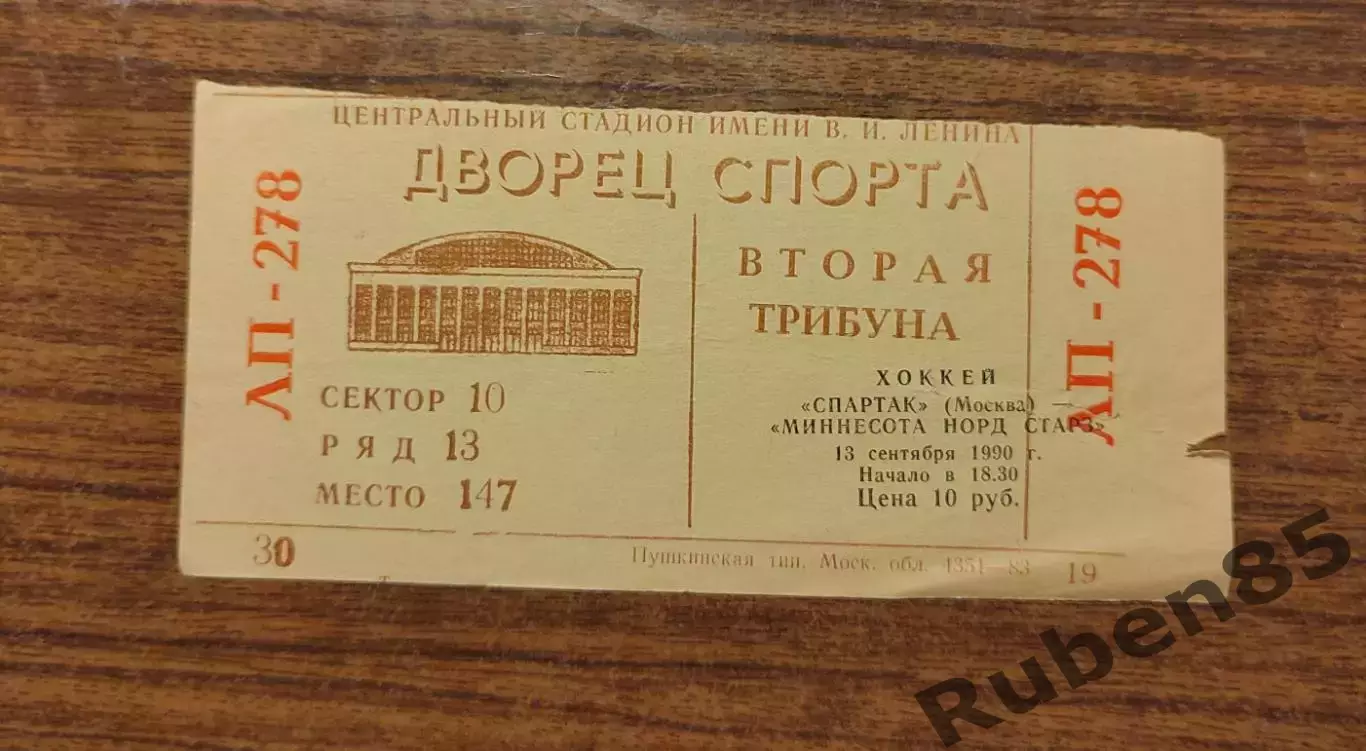 ЦЕНТРАЛЬНЫЙ СТАДИОН ИМЕНИ В. И. ЛЕНИНА
ДВОРЕЦ СПОРТА
ЛП - 278
ВТОРАЯ
ТРИБУНА
СЕКТОР 10
РЯД 13
МЕСТО 147
ХОККЕЙ
«СПАРТАК» (Москва) —
«МИННЕСОТА НОРД СТАРЗ»
13 сентября 1990 г.
Начало в 18.30
Цена 10 руб.
ЛП - 278
30
Пушкинская тип. Моск. обл. 1351—83
19
Ruben85